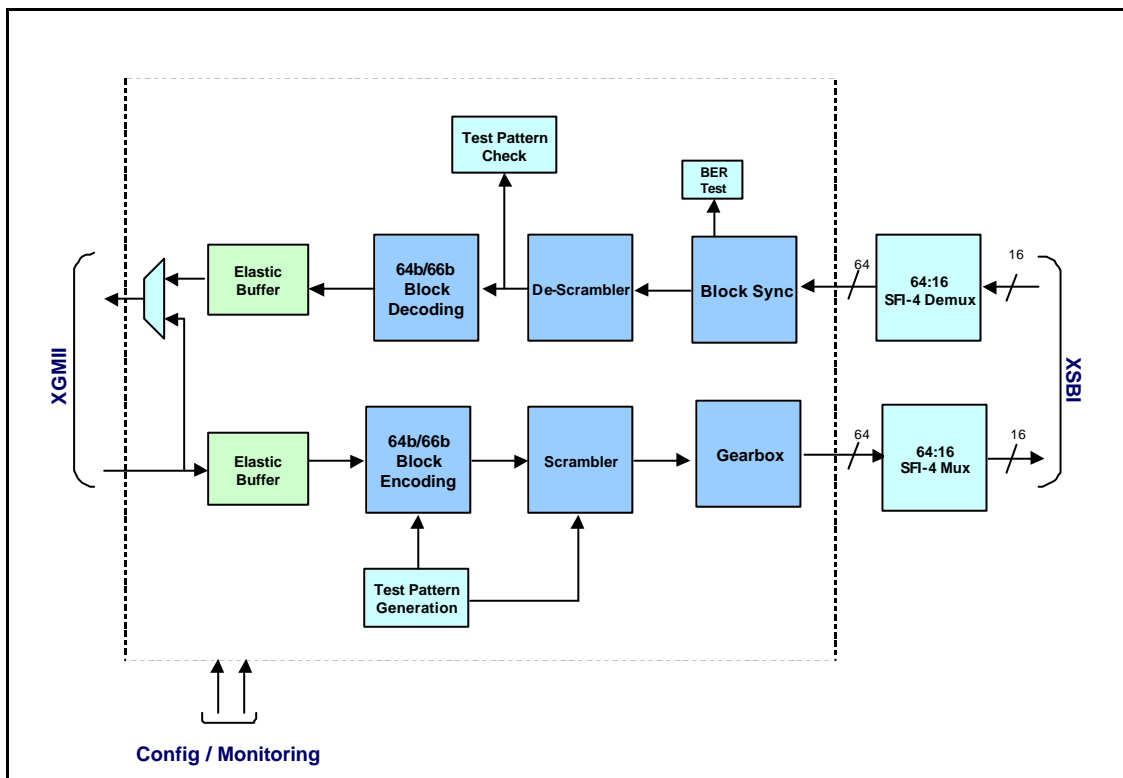 Test Pattern
Check
BER
Test
Elastic
Buffer
64b/66b
Block
Decoding
De-Scrambler
Block Sync
64
64:16
SFI-4 Demux
16
XGMII
XSBI
Elastic
Buffer
64b/66b
Block
Encoding
Scrambler
Gearbox
64
64:16
SFI-4 Mux
16
Test Pattern
Generation
Config / Monitoring